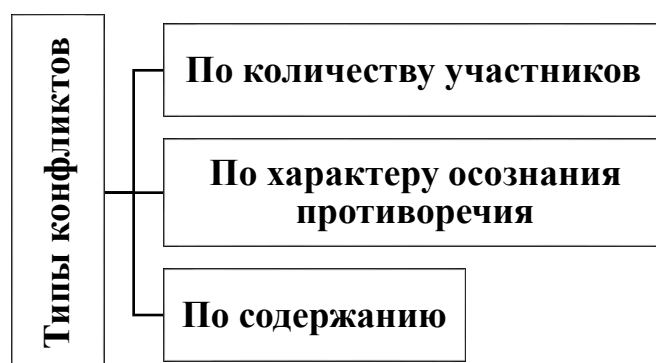 Типы конфликтов
По количеству участников
По характеру осознания
противоречия
По содержанию